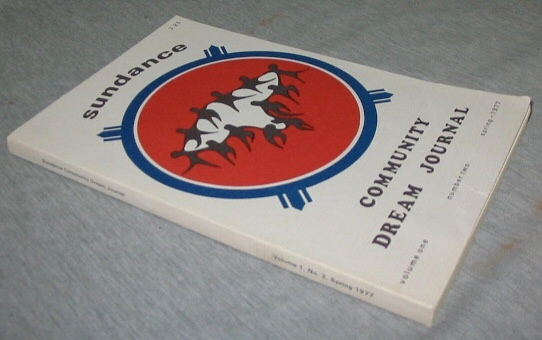 sundance
COMMUNITY
DREAM JOURNAL
volume one
number two
spring-1977
Sundance Community Dream Journal
Volume 1, No. 2, Spring 1977